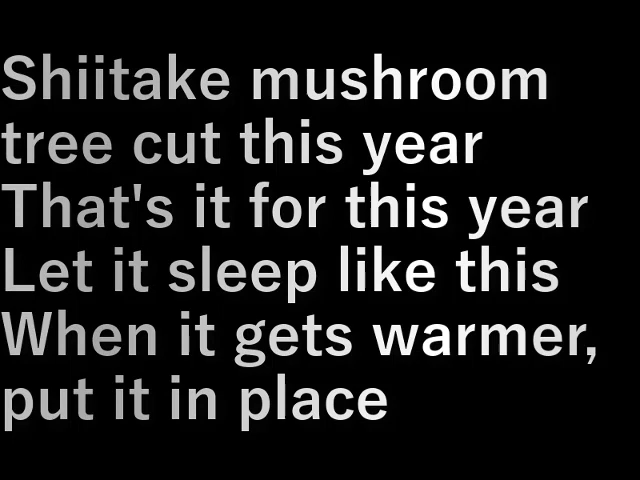 Shiitake mushroom
tree cut this year
That's it for this year
Let it sleep like this
When it gets warmer,
put it in place